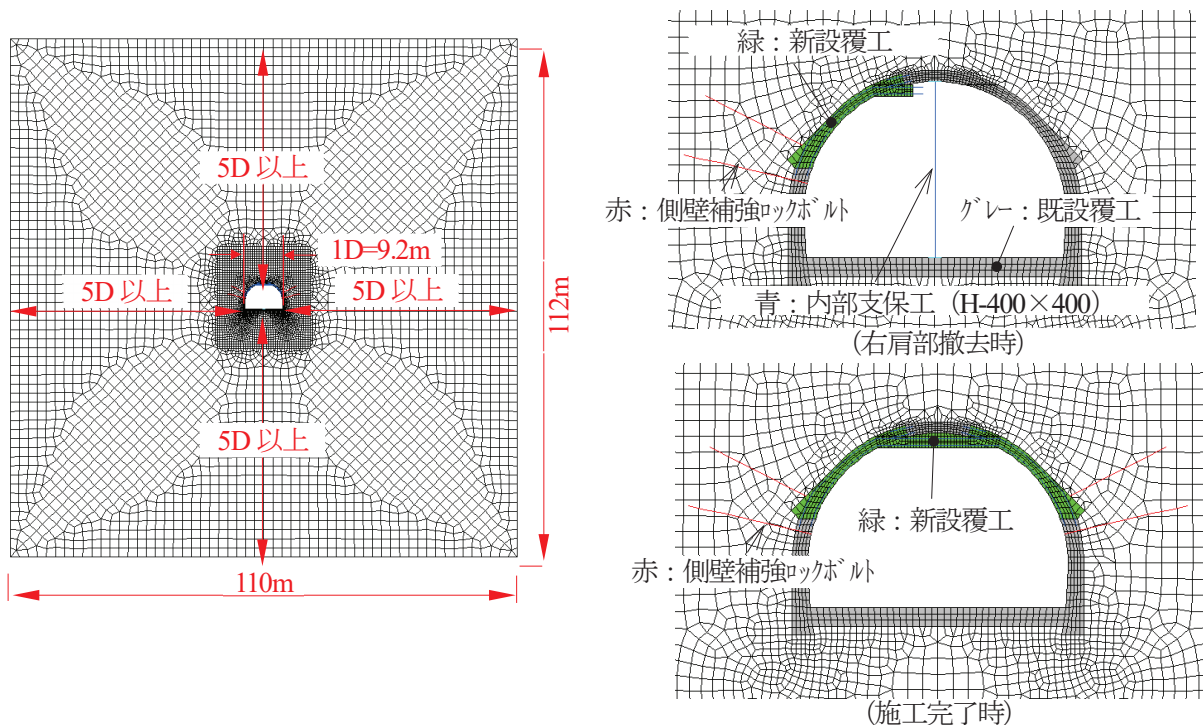 5D 以上
1D=9.2m
5D 以上
5D 以上
5D 以上
112m
110m
緑：新設覆工
赤：側壁補強ﾛｯｸﾎﾞﾙﾄ
ｸﾞﾚｰ：既設覆工
青：内部支保工（H-400×400）
(右肩部撤去時)
緑：新設覆工
赤：側壁補強ﾛｯｸﾎﾞﾙﾄ
(施工完了時)